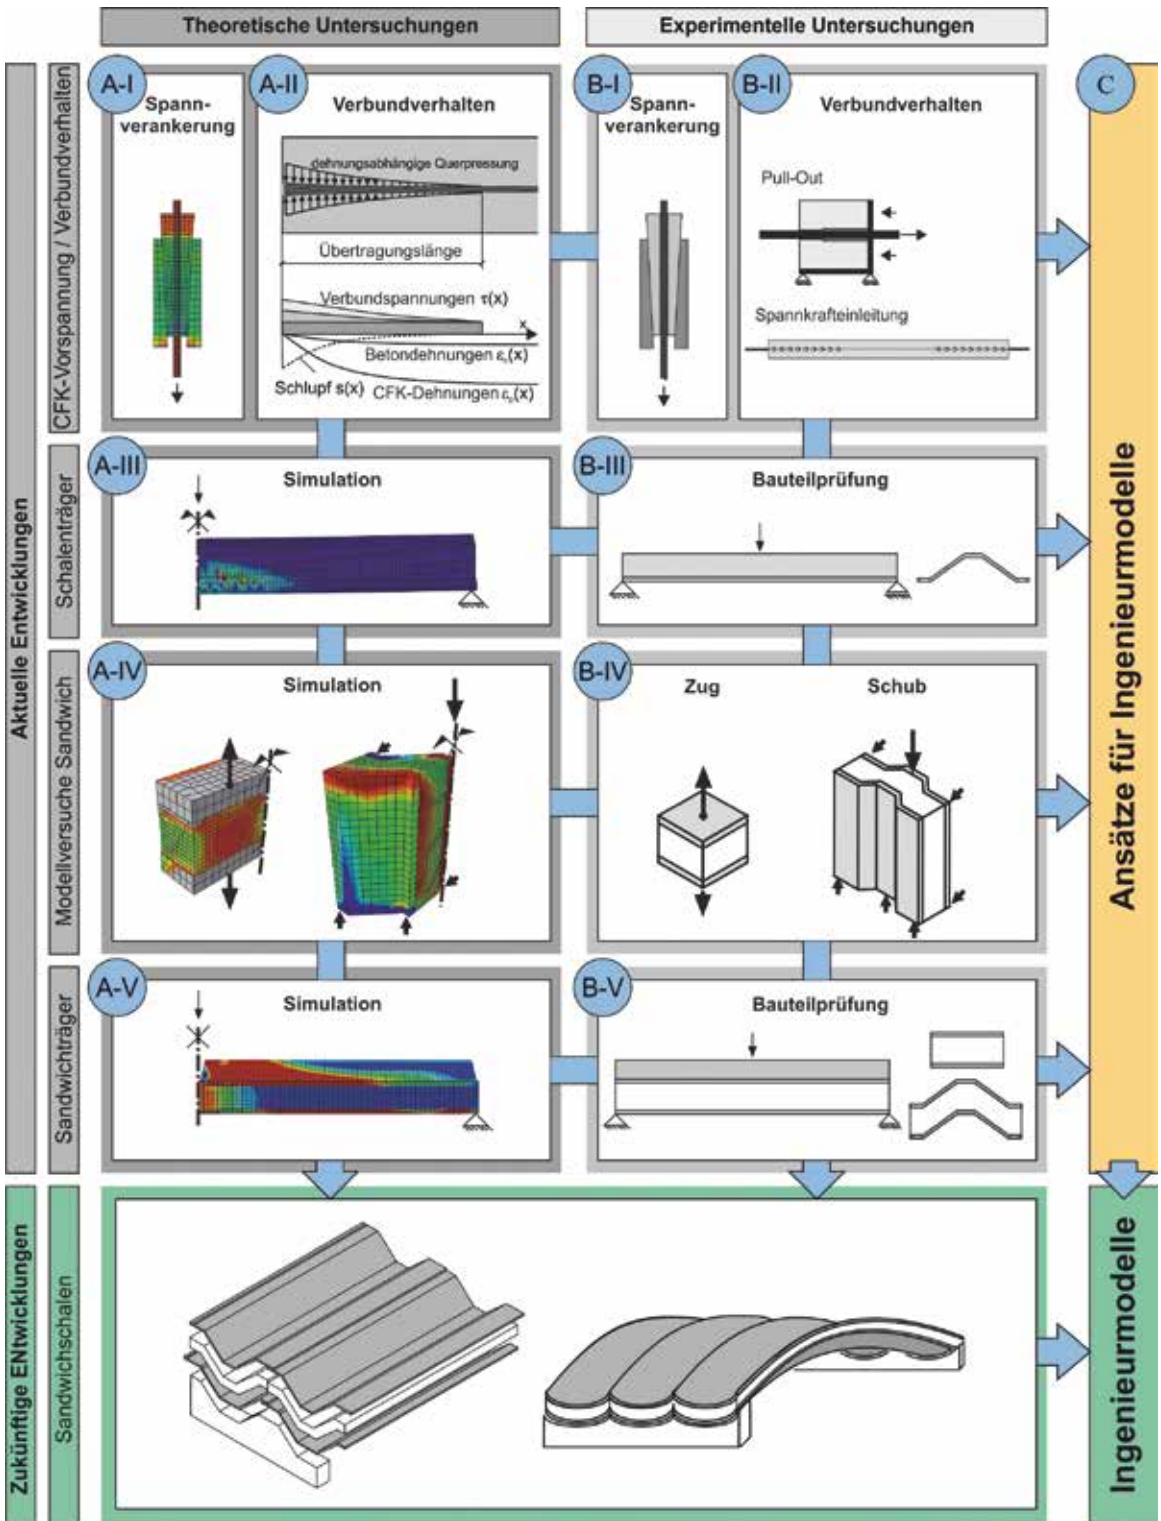 Theoretische Untersuchungen
Experimentelle Untersuchungen
Aktuelle Entwicklungen
CFK-Vorspannung / Verbundverhalten
A-I
Spann-
verankerung
A-II
Verbundverhalten
dehnungsabhängige Querpressung
Übertragungslänge
Verbundspannungen τ(x)
x
Betondehnungen εc(x)
Schlupf s(x)
CFK-Dehnungen εp(x)
B-I
Spann-
verankerung
B-II
Verbundverhalten
Pull-Out
Spannkrafteinleitung
C
Ansätze für Ingenieurmodelle
Schalenträger
A-III
Simulation
B-III
Bauteilprüfung
Modellversuche Sandwich
A-IV
Simulation
B-IV
Zug
Schub
Sandwichträger
A-V
Simulation
B-V
Bauteilprüfung
Zukünftige ENtwicklungen
Sandwichschalen
Ingenieurmodelle